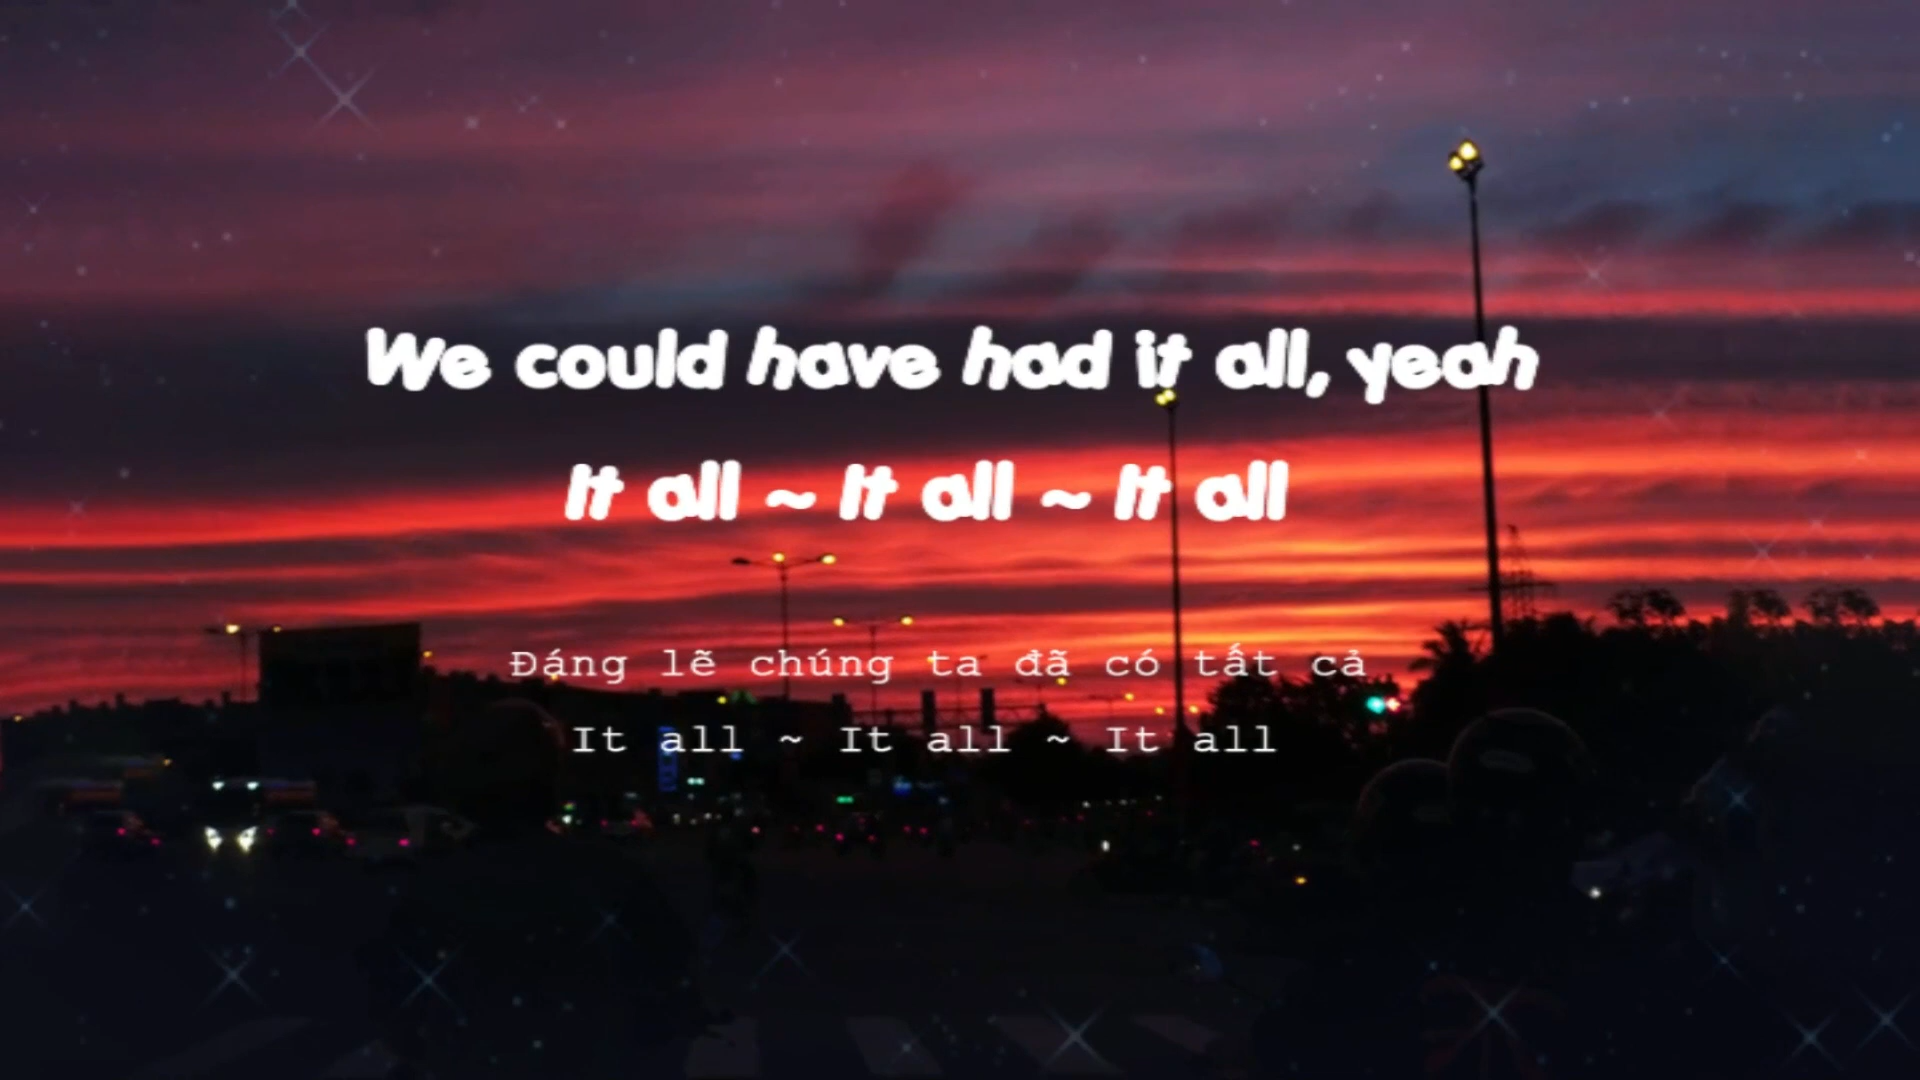 We could have had it all, yeah
It all ~ It all ~ It all
Đáng lẽ chúng ta đã có tất cả
It all ~ It all ~ It all